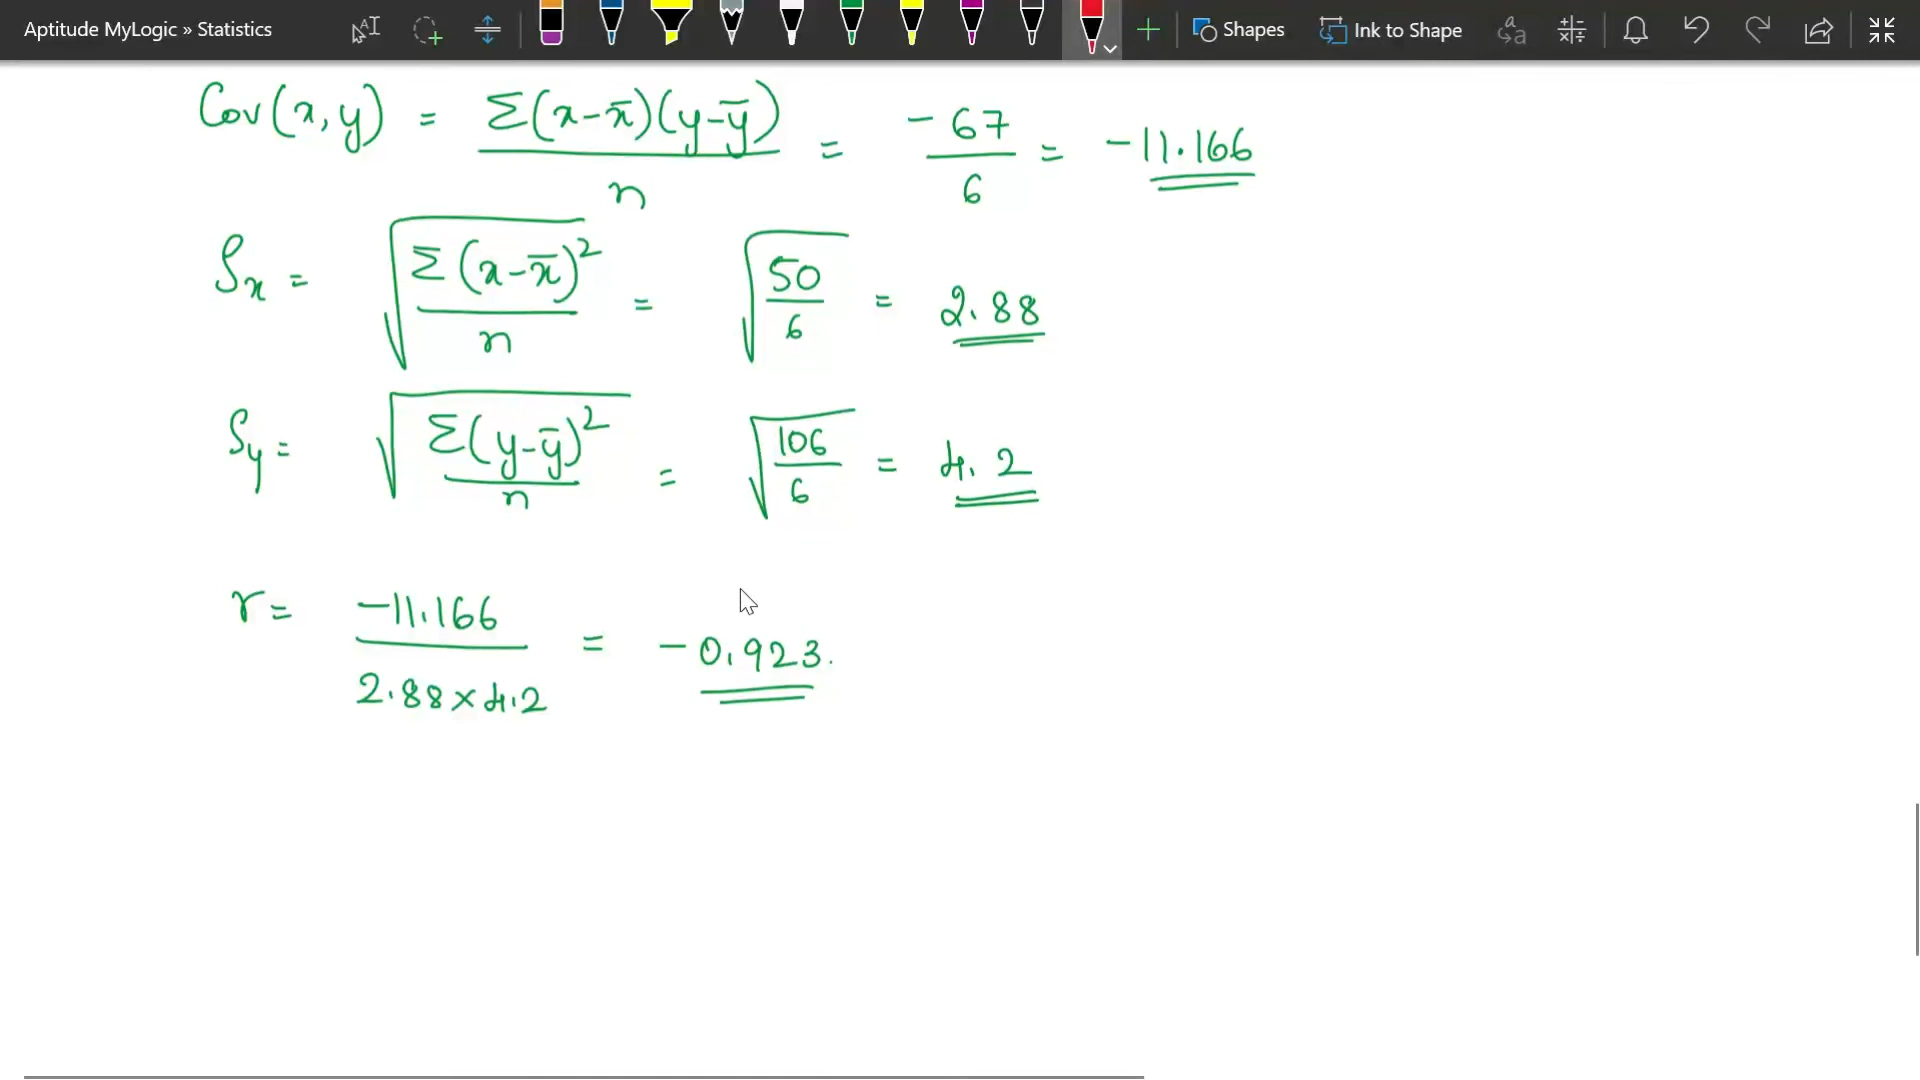 Aptitude MyLogic » Statistics Shapes Ink to Shape
Cov(x,y) = Σ(x-x̄)(y-ȳ) / n = -67/6 = -11.166
Sx = √(Σ(x-x̄)²/n) = √(50/6) = 2.88
Sy = √(Σ(y-ȳ)²/n) = √(106/6) = 4.2
r = -11.166 / 2.88×4.2 = -0.923.